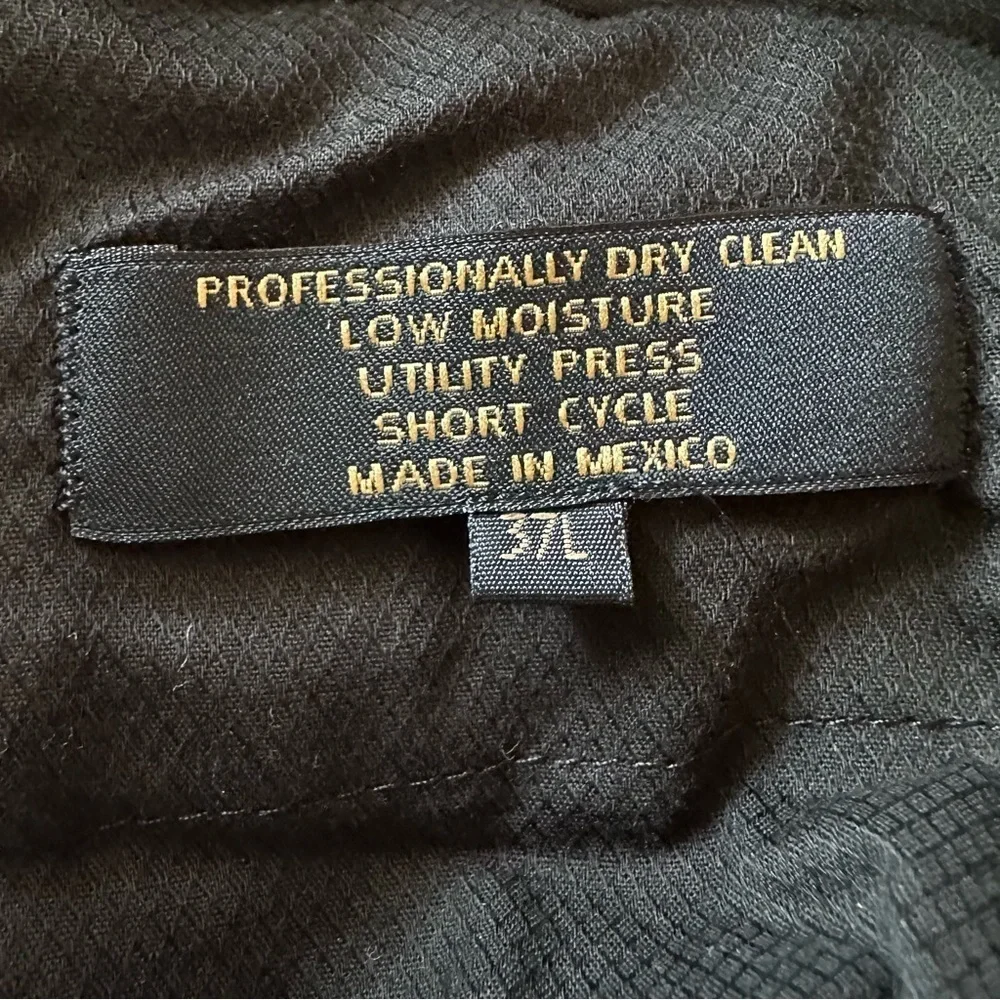 PROFESSIONALLY DRY CLEAN
LOW MOISTURE
UTILITY PRESS
SHORT CYCLE
MADE IN MEXICO
37L